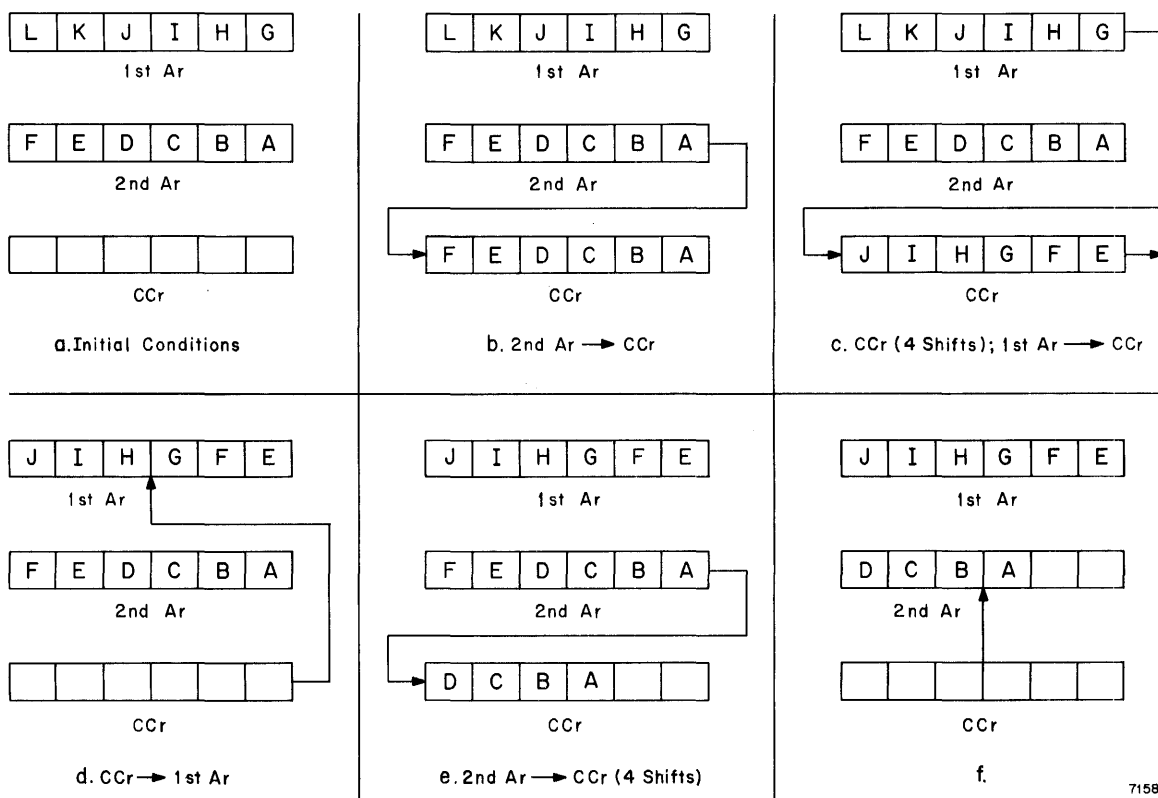 L K J I H G
1st Ar
F E D C B A
2nd Ar
CCr
a. Initial Conditions
L K J I H G
1st Ar
F E D C B A
2nd Ar
F E D C B A
CCr
b. 2nd Ar → CCr
L K J I H G
1st Ar
F E D C B A
2nd Ar
J I H G F E
CCr
c. CCr (4 Shifts); 1st Ar → CCr
J I H G F E
1st Ar
F E D C B A
2nd Ar
CCr
d. CCr → 1st Ar
J I H G F E
1st Ar
F E D C B A
2nd Ar
D C B A
CCr
e. 2nd Ar → CCr (4 Shifts)
J I H G F E
1st Ar
D C B A
2nd Ar
CCr
f.
7158